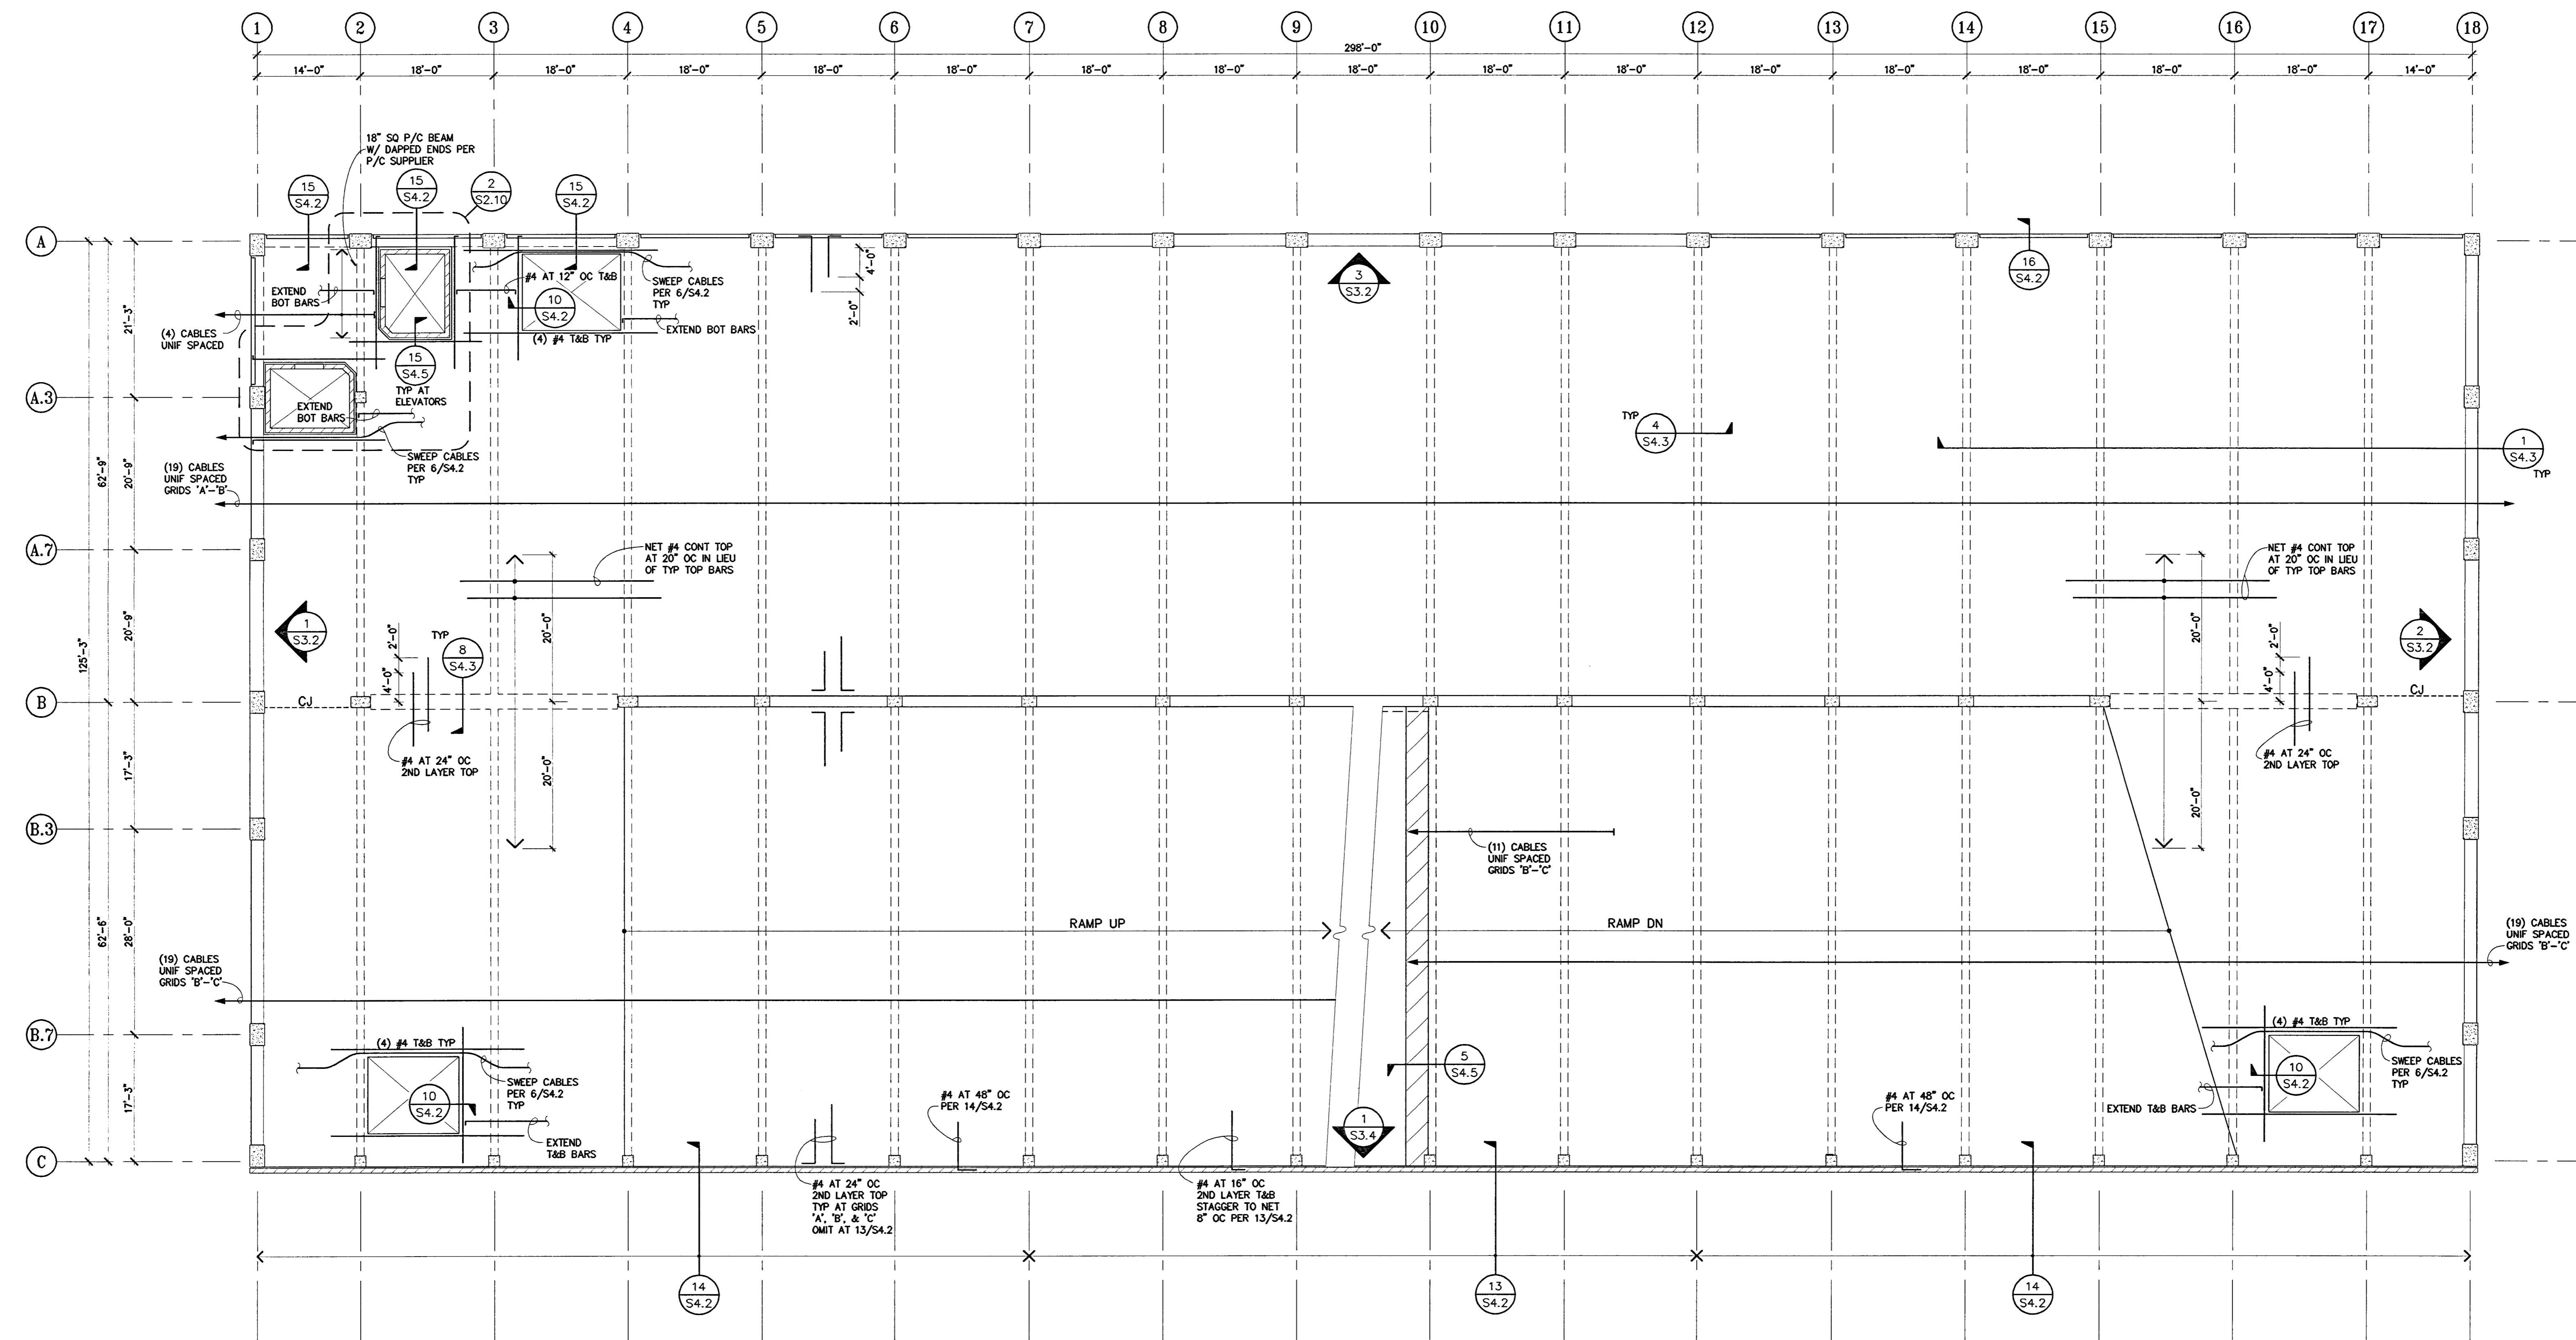 1 2 3 4 5 6 7 8 9 10 11 12 13 14 15 16 17 18
298'-0"
14'-0" 18'-0" 18'-0" 18'-0" 18'-0" 18'-0" 18'-0" 18'-0" 18'-0" 18'-0" 18'-0" 18'-0" 18'-0" 18'-0" 18'-0" 18'-0" 14'-0"
18" SQ P/C BEAM
W/ DAPPED ENDS PER
P/C SUPPLIER
15
S4.2
15
S4.2
2
S2.10
15
S4.2
A
A.3
A.7
B
B.3
B.7
C
125'-3"
62'-9"
62'-6"
21'-3"
20'-9"
20'-9"
17'-3"
28'-0"
17'-3"
EXTEND
BOT BARS
(4) CABLES
UNIF SPACED
#4 AT 12" OC T&B
10
S4.2
SWEEP CABLES
PER 6/S4.2
TYP
EXTEND BOT BARS
(4) #4 T&B TYP
15
S4.5
TYP AT
ELEVATORS
EXTEND
BOT BARS
SWEEP CABLES
PER 6/S4.2
TYP
(19) CABLES
UNIF SPACED
GRIDS 'A'-'B'
4'-0"
2'-0"
3
S3.2
16
S4.2
TYP
4
S4.3
1
S4.3
TYP
NET #4 CONT TOP
AT 20" OC IN LIEU
OF TYP TOP BARS
20'-0"
20'-0"
1
S3.2
2'-0"
4'-0"
TYP
8
S4.3
CJ
#4 AT 24" OC
2ND LAYER TOP
NET #4 CONT TOP
AT 20" OC IN LIEU
OF TYP TOP BARS
20'-0"
20'-0"
2'-0"
4'-0"
2
S3.2
CJ
#4 AT 24" OC
2ND LAYER TOP
(11) CABLES
UNIF SPACED
GRIDS 'B'-'C'
RAMP UP
RAMP DN
(19) CABLES
UNIF SPACED
GRIDS 'B'-'C'
(19) CABLES
UNIF SPACED
GRIDS 'B'-'C'
(4) #4 T&B TYP
10
S4.2
SWEEP CABLES
PER 6/S4.2
TYP
EXTEND
T&B BARS
#4 AT 48" OC
PER 14/S4.2
5
S4.5
1
S3.4
#4 AT 48" OC
PER 14/S4.2
(4) #4 T&B TYP
10
S4.2
SWEEP CABLES
PER 6/S4.2
TYP
EXTEND T&B BARS
#4 AT 24" OC
2ND LAYER TOP
TYP AT GRIDS
'A', 'B', & 'C'
OMIT AT 13/S4.2
#4 AT 16" OC
2ND LAYER T&B
STAGGER TO NET
8" OC PER 13/S4.2
14
S4.2
13
S4.2
14
S4.2